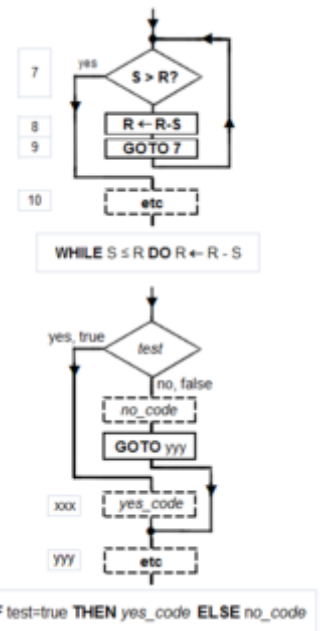 yes
7
S > R?
8
R ← R-S
9
GOTO 7
10
etc
WHILE S ≤ R DO R ← R - S
yes, true
test
no, false
no_code
GOTO yyy
xxx
yes_code
yyy
etc
F test=true THEN yes_code ELSE no_code